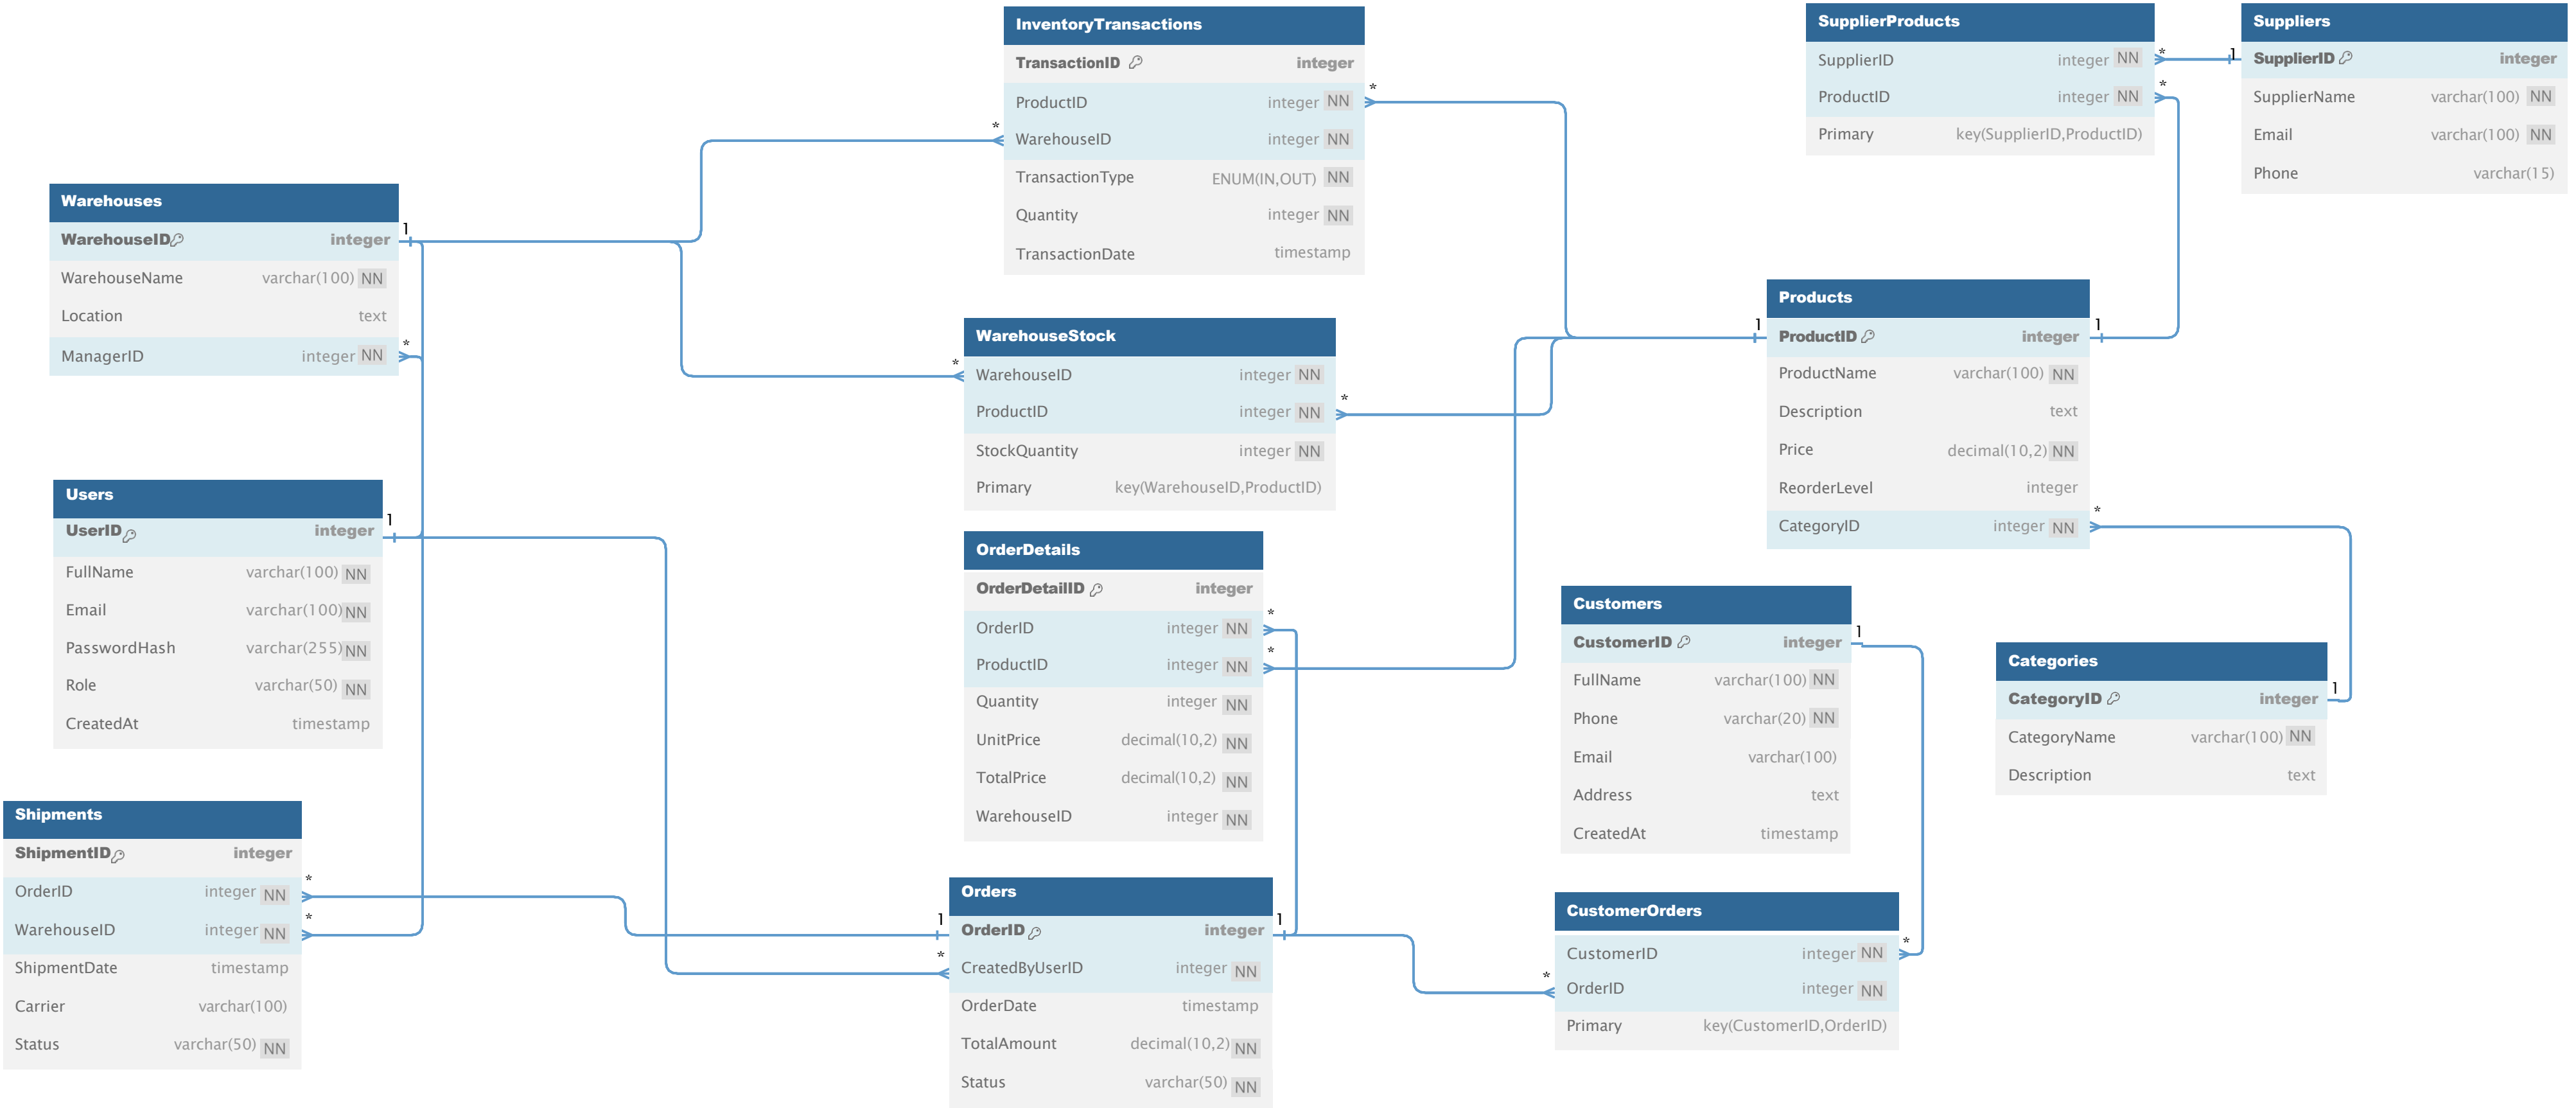 InventoryTransactions
TransactionID integer
ProductID integer NN
WarehouseID integer NN
TransactionType ENUM(IN,OUT) NN
Quantity integer NN
TransactionDate timestamp
*
*
SupplierProducts
SupplierID integer NN
ProductID integer NN
Primary key(SupplierID,ProductID)
*
*
1
Suppliers
SupplierID integer
SupplierName varchar(100) NN
Email varchar(100) NN
Phone varchar(15)
Warehouses
WarehouseID integer
WarehouseName varchar(100) NN
Location text
ManagerID integer NN
1
*
WarehouseStock
WarehouseID integer NN
ProductID integer NN
StockQuantity integer NN
Primary key(WarehouseID,ProductID)
*
*
Products
ProductID integer
ProductName varchar(100) NN
Description text
Price decimal(10,2) NN
ReorderLevel integer
CategoryID integer NN
1
1
*
Users
UserID integer
FullName varchar(100) NN
Email varchar(100) NN
PasswordHash varchar(255) NN
Role varchar(50) NN
CreatedAt timestamp
1
OrderDetails
OrderDetailID integer
OrderID integer NN
ProductID integer NN
Quantity integer NN
UnitPrice decimal(10,2) NN
TotalPrice decimal(10,2) NN
WarehouseID integer NN
*
*
Customers
CustomerID integer
FullName varchar(100) NN
Phone varchar(20) NN
Email varchar(100)
Address text
CreatedAt timestamp
1
Categories
CategoryID integer
CategoryName varchar(100) NN
Description text
1
Shipments
ShipmentID integer
OrderID integer NN
WarehouseID integer NN
ShipmentDate timestamp
Carrier varchar(100)
Status varchar(50) NN
*
*
Orders
OrderID integer
CreatedByUserID integer NN
OrderDate timestamp
TotalAmount decimal(10,2) NN
Status varchar(50) NN
1
*
1
CustomerOrders
CustomerID integer NN
OrderID integer NN
Primary key(CustomerID,OrderID)
*
*